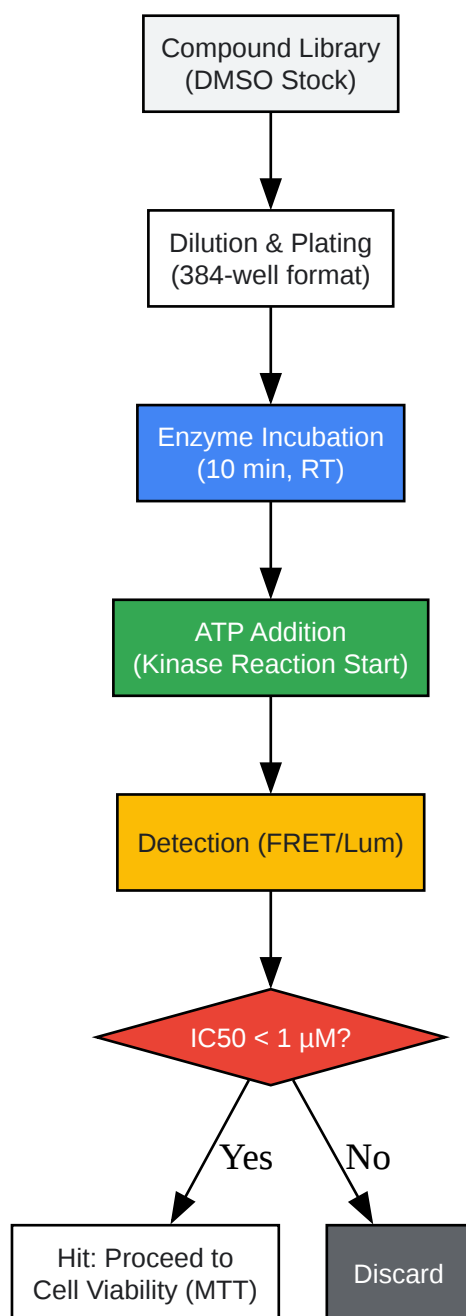 Compound Library
(DMSO Stock)
Dilution & Plating
(384-well format)
Enzyme Incubation
(10 min, RT)
ATP Addition
(Kinase Reaction Start)
Detection (FRET/Lum)
IC50 < 1 µM?
Yes
No
Hit: Proceed to
Cell Viability (MTT)
Discard